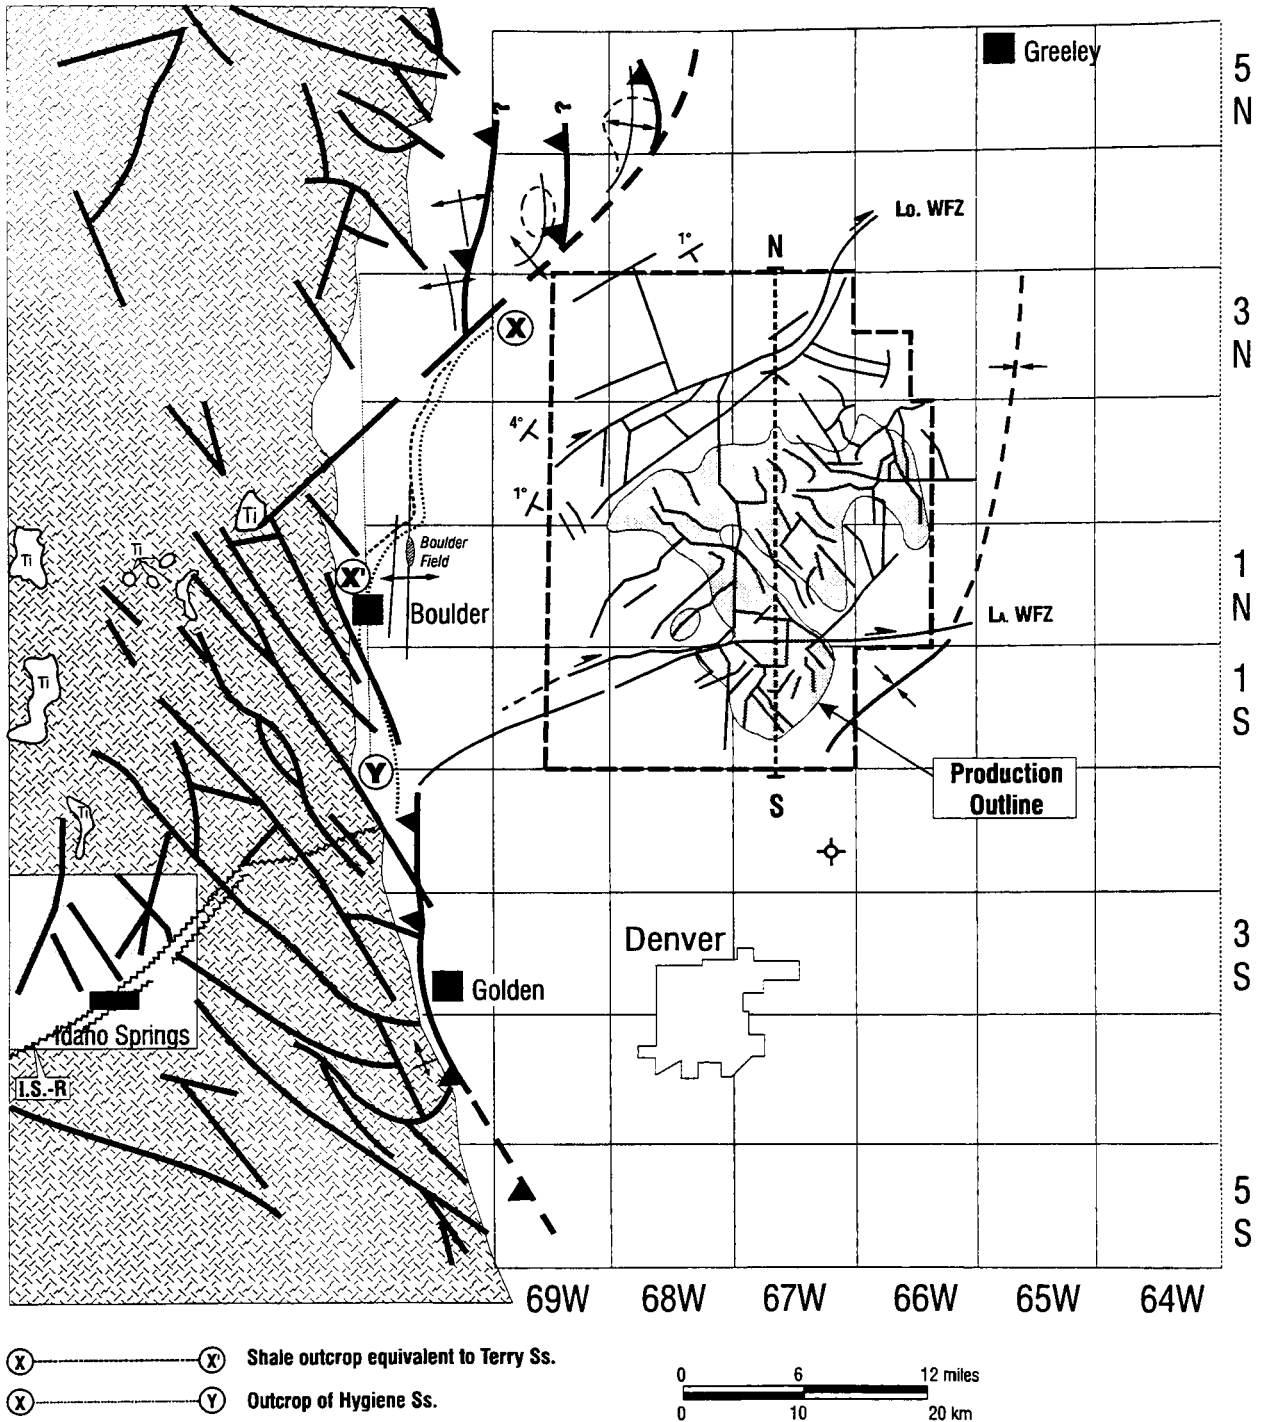 Greeley
5
N
?
?
Lo. WFZ
1°
N
X
3
N
4°
1°
Ti
Boulder
Field
Ti
Ti
X'
Boulder
1
N
LA. WFZ
Ti
1
S
Y
Production
Outline
S
Ti
Denver
3
S
Golden
Idaho Springs
I.S.-R
5
S
69W 68W 67W 66W 65W 64W
X X' Shale outcrop equivalent to Terry Ss.
X Y Outcrop of Hygiene Ss.
0 6 12 miles
0 10 20 km